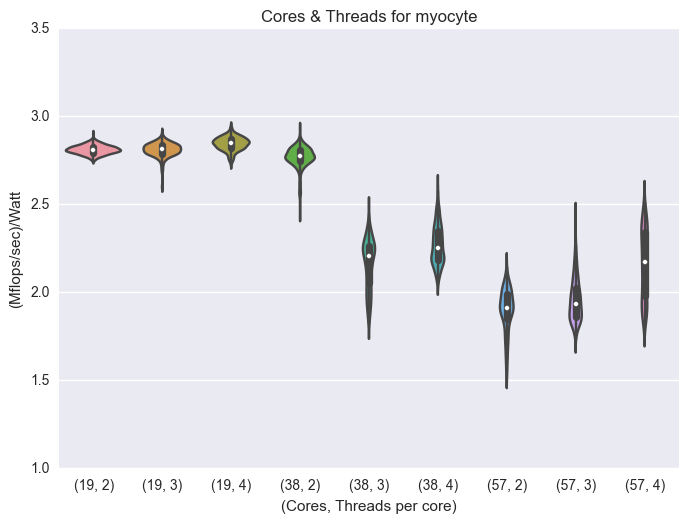 Cores & Threads for myocyte
3.5
3.0
2.5
2.0
1.5
1.0
(Mflops/sec)/Watt
(19, 2) (19, 3) (19, 4) (38, 2) (38, 3) (38, 4) (57, 2) (57, 3) (57, 4)
(Cores, Threads per core)